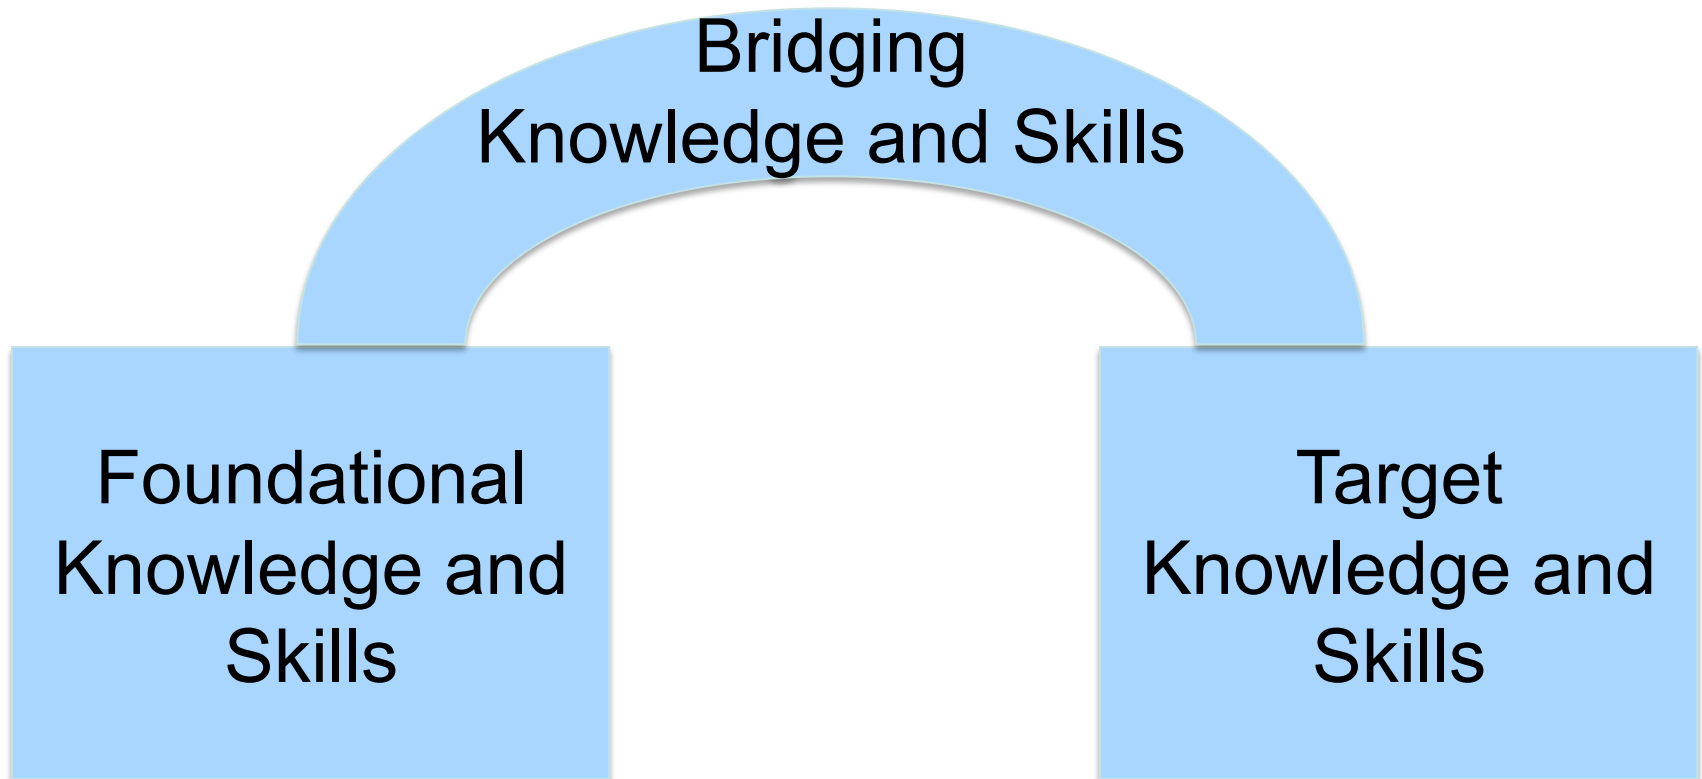 Bridging
Knowledge and Skills
Foundational
Knowledge and
Skills
Target
Knowledge and
Skills